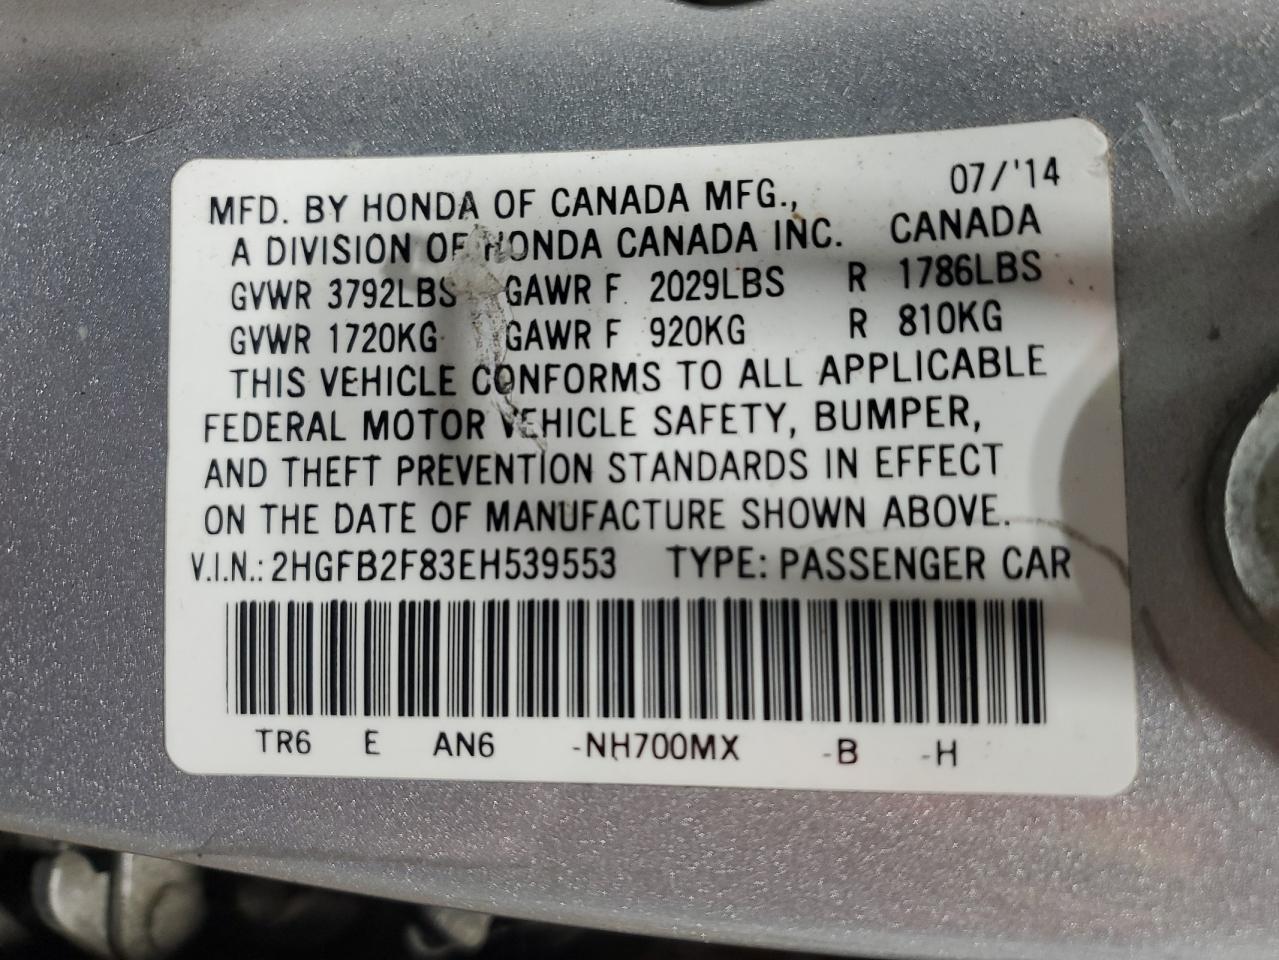 07/'14
MFD. BY HONDA OF CANADA MFG.,
A DIVISION OF HONDA CANADA INC. CANADA
GVWR 3792LBS GAWR F 2029LBS R 1786LBS
GVWR 1720KG GAWR F 920KG R 810KG
THIS VEHICLE CONFORMS TO ALL APPLICABLE
FEDERAL MOTOR VEHICLE SAFETY, BUMPER,
AND THEFT PREVENTION STANDARDS IN EFFECT
ON THE DATE OF MANUFACTURE SHOWN ABOVE.
V.I.N.: 2HGFB2F83EH539553 TYPE: PASSENGER CAR
TR6 E AN6 -NH700MX -B -H